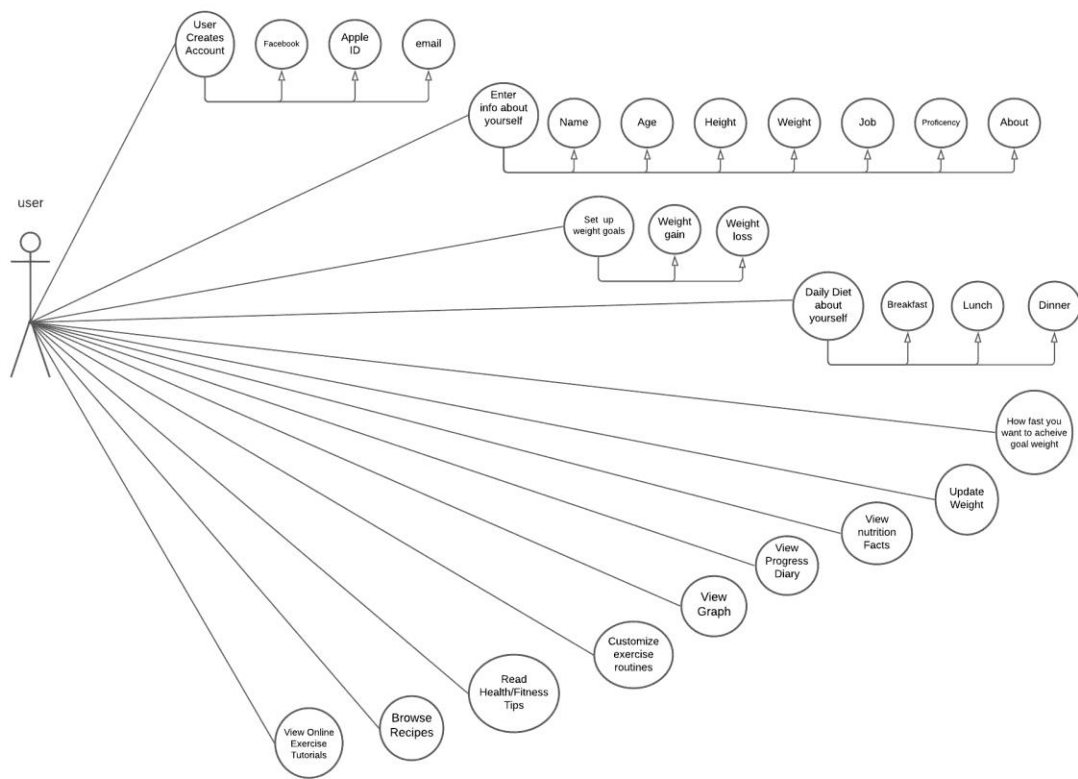 User
Creates
Account
Facebook
Apple
ID
email
Enter
info about
yourself
Name
Age
Height
Weight
Job
Proficency
About
user
Set up
weight goals
Weight
gain
Weight
loss
Daily Diet
about
yourself
Breakfast
Lunch
Dinner
How fast you
want to acheive
goal weight
Update
Weight
View
nutrition
Facts
View
Progress
Diary
View
Graph
Customize
exercise
routines
Read
Health/Fitness
Tips
Browse
Recipes
View Online
Exercise
Tutorials